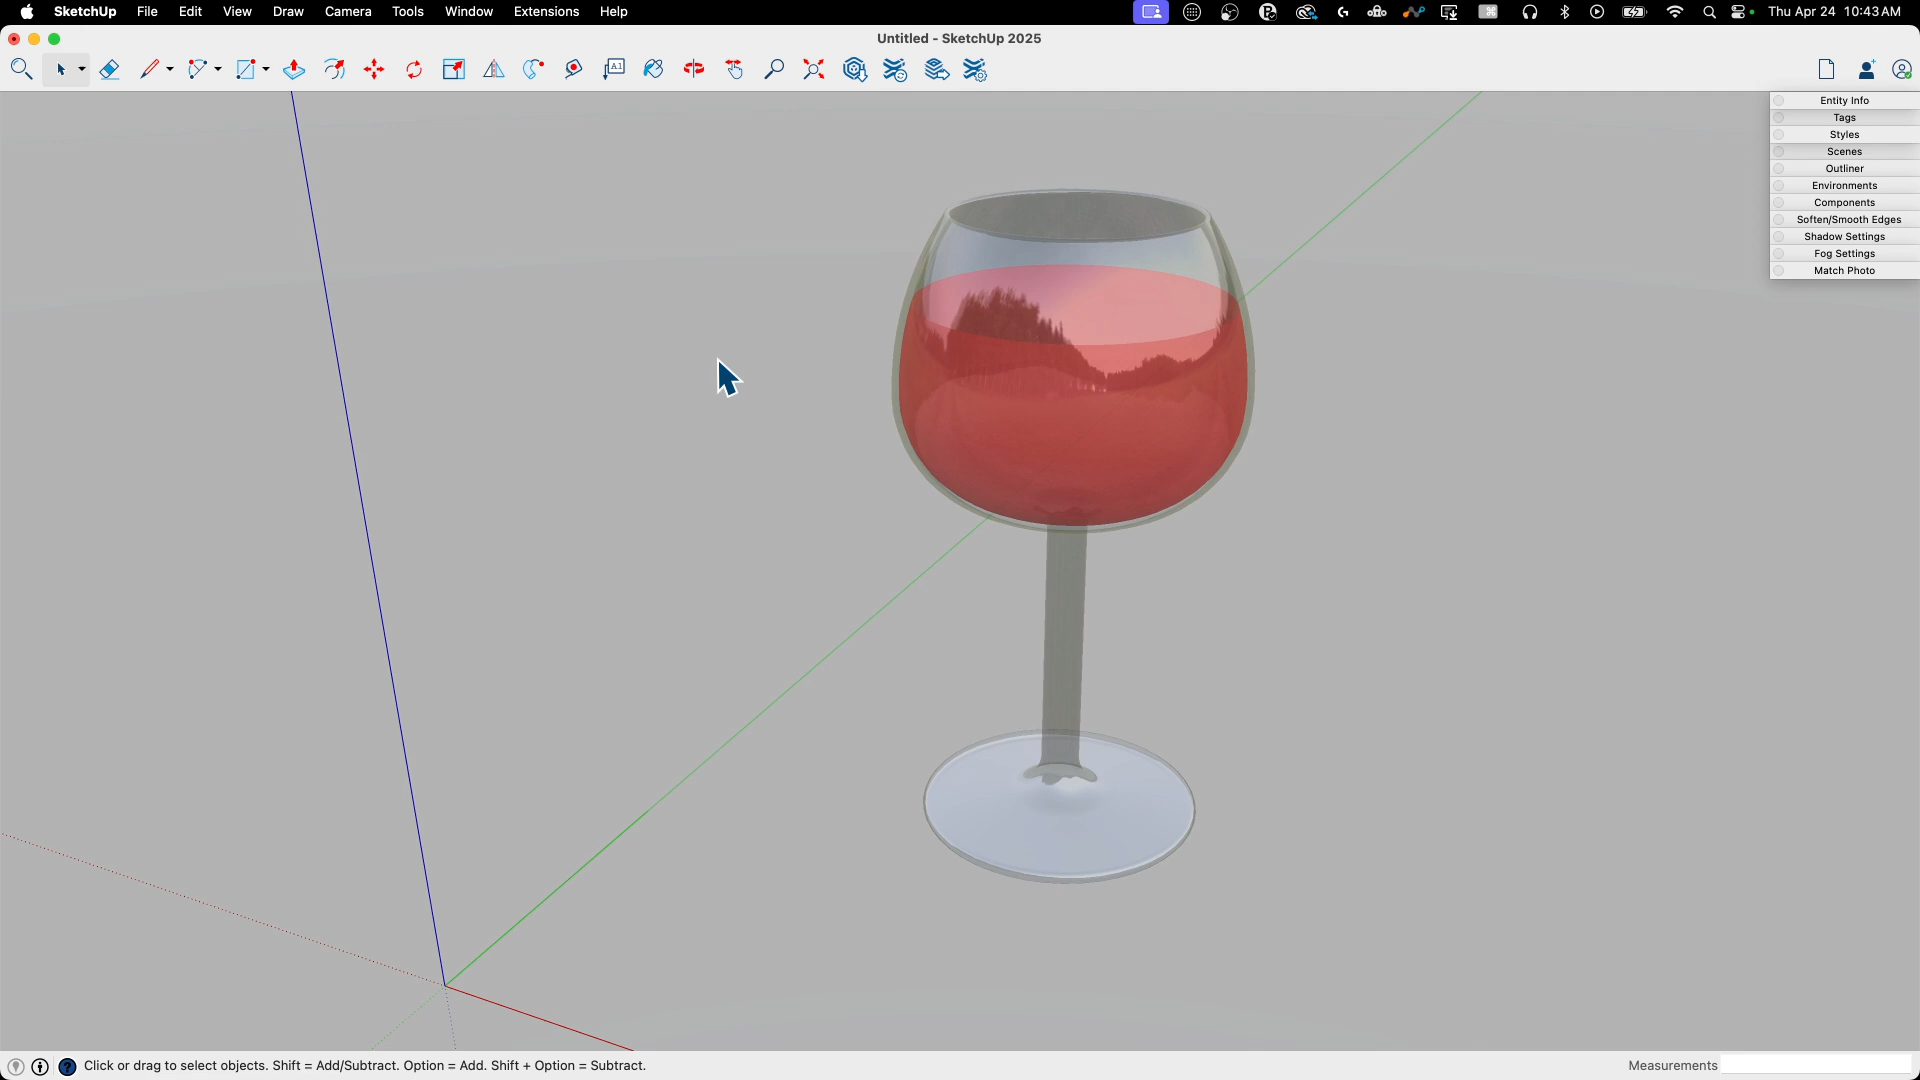 SketchUp File Edit View Draw Camera Tools Window Extensions Help Thu Apr 24 10:43 AM
Untitled - SketchUp 2025
A1
Entity Info
Tags
Styles
Scenes
Outliner
Environments
Components
Soften/Smooth Edges
Shadow Settings
Fog Settings
Match Photo
Click or drag to select objects. Shift = Add/Subtract. Option = Add. Shift + Option = Subtract. Measurements